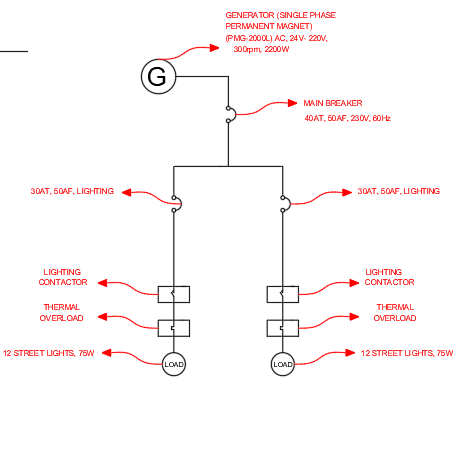 GENERATOR (SINGLE PHASE
PERMANENT MAGNET)
(PMG-2000L) AC, 24V- 220V,
300rpm, 2200W
G
MAIN BREAKER
40AT, 50AF, 230V, 60Hz
30AT, 50AF, LIGHTING
30AT, 50AF, LIGHTING
LIGHTING
CONTACTOR
LIGHTING
CONTACTOR
THERMAL
OVERLOAD
THERMAL
OVERLOAD
12 STREET LIGHTS, 75W
LOAD
LOAD
12 STREET LIGHTS, 75W